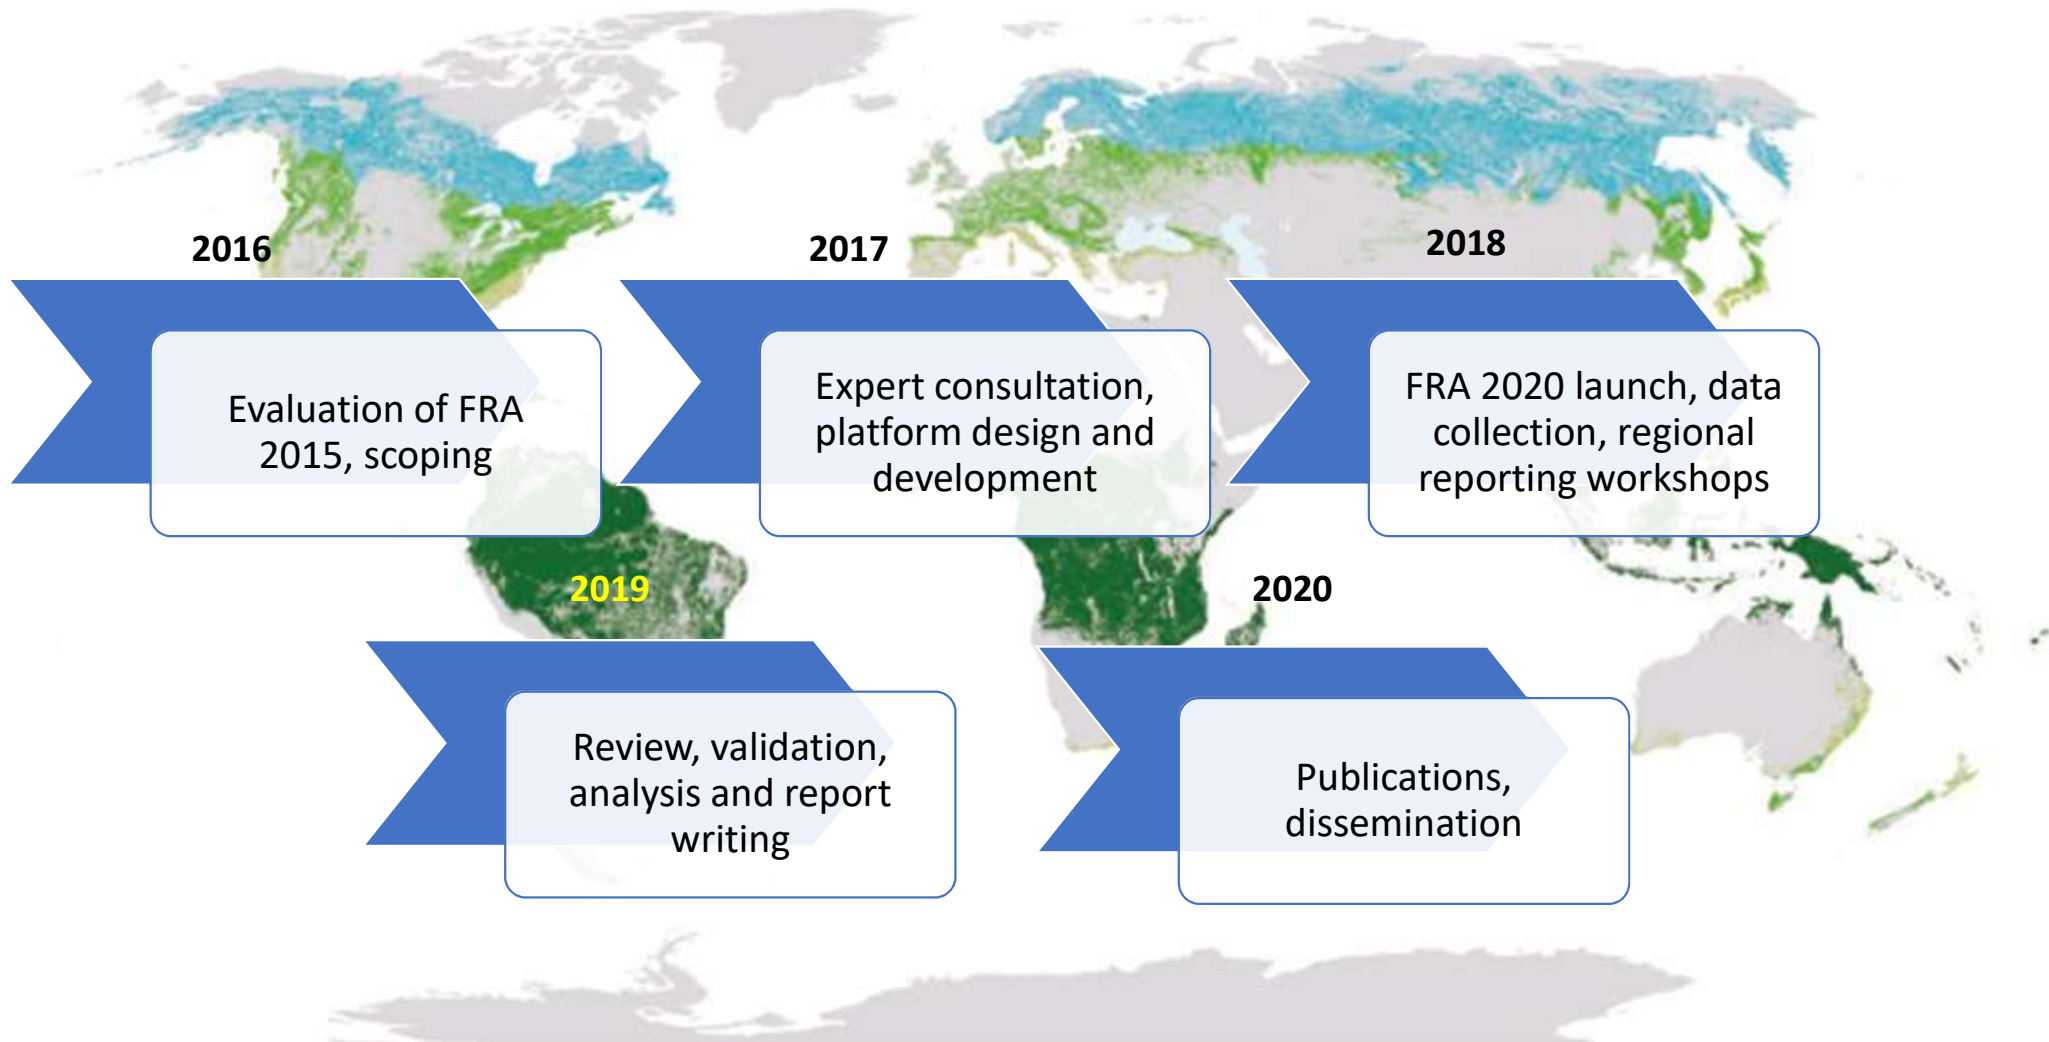 2016
Evaluation of FRA
2015, scoping
2017
Expert consultation,
platform design and
development
2018
FRA 2020 launch, data
collection, regional
reporting workshops
2019
Review, validation,
analysis and report
writing
2020
Publications,
dissemination